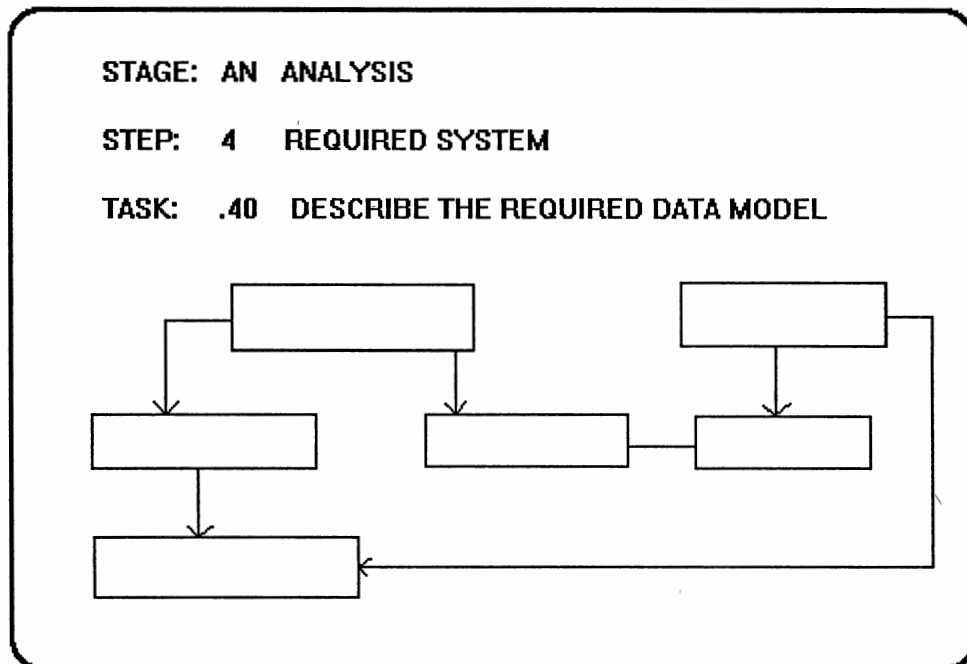 STAGE: AN ANALYSIS
STEP: 4 REQUIRED SYSTEM
TASK: .40 DESCRIBE THE REQUIRED DATA MODEL